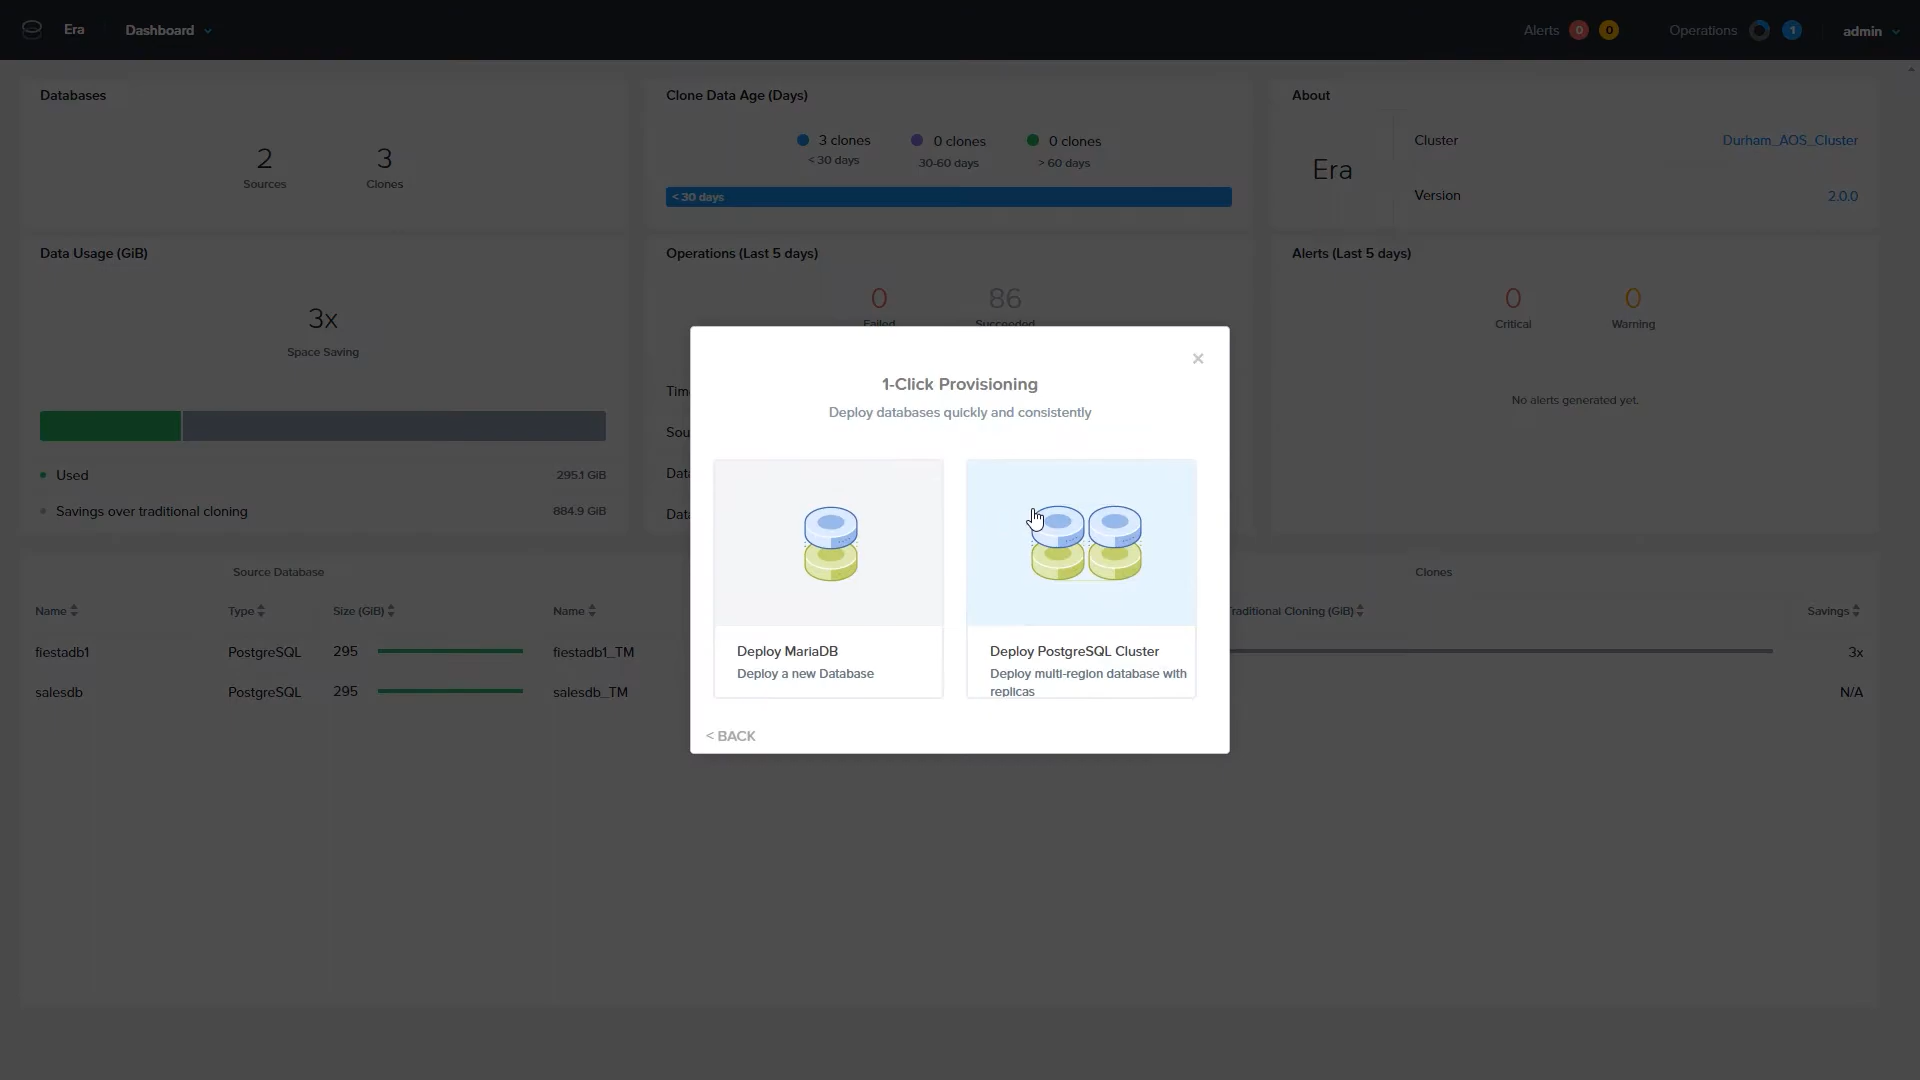 Era
Dashboard
Alerts 0 0
Operations 1
admin
Databases
2
Sources
3
Clones
Clone Data Age (Days)
3 clones
< 30 days
0 clones
30-60 days
0 clones
> 60 days
< 30 days
About
Era
Cluster
Durham_AOS_Cluster
Version
2.0.0
Data Usage (GiB)
3x
Space Saving
Used
295.1 GiB
Savings over traditional cloning
884.9 GiB
Operations (Last 5 days)
0
Failed
86
Succeeded
Alerts (Last 5 days)
0
Critical
0
Warning
No alerts generated yet.
1-Click Provisioning
Deploy databases quickly and consistently
Deploy MariaDB
Deploy a new Database
Deploy PostgreSQL Cluster
Deploy multi-region database with
replicas
< BACK
Source Database
Clones
Name
Type
Size (GiB)
Name
Traditional Cloning (GiB)
Savings
fiestadb1
PostgreSQL
295
fiestadb1_TM
3x
salesdb
PostgreSQL
295
salesdb_TM
N/A